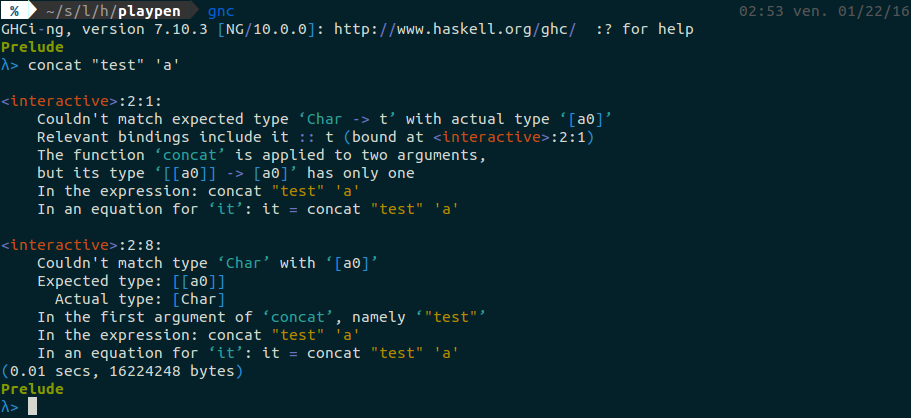 % ~/s/l/h/playpen gnc 02:53 ven. 01/22/16
GHCi-ng, version 7.10.3 [NG/10.0.0]: http://www.haskell.org/ghc/  :? for help
Prelude
λ> concat "test" 'a'

<interactive>:2:1:
    Couldn't match expected type ‘Char -> t’ with actual type ‘[a0]’
    Relevant bindings include it :: t (bound at <interactive>:2:1)
    The function ‘concat’ is applied to two arguments,
    but its type ‘[[a0]] -> [a0]’ has only one
    In the expression: concat "test" 'a'
    In an equation for ‘it’: it = concat "test" 'a'

<interactive>:2:8:
    Couldn't match type ‘Char’ with ‘[a0]’
    Expected type: [[a0]]
      Actual type: [Char]
    In the first argument of ‘concat’, namely ‘"test"’
    In the expression: concat "test" 'a'
    In an equation for ‘it’: it = concat "test" 'a'
(0.01 secs, 16224248 bytes)
Prelude
λ>